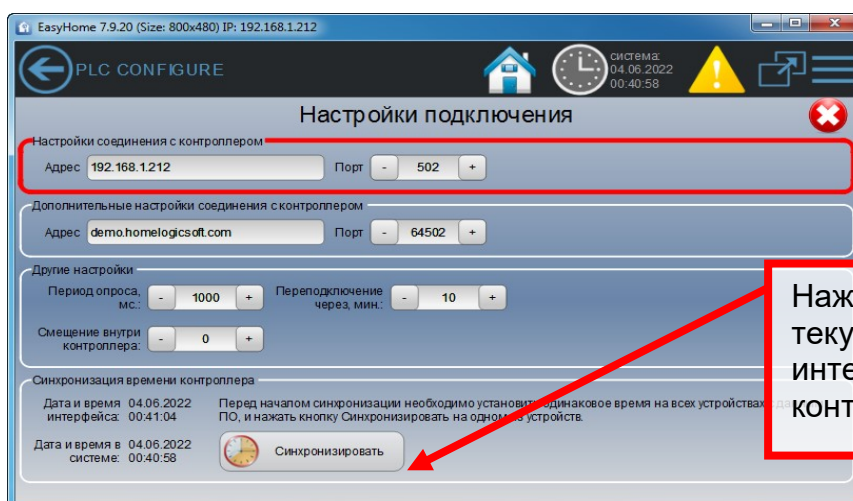 EasyHome 7.9.20 (Size: 800x480) IP: 192.168.1.212
PLC CONFIGURE
система:
04.06.2022
00:40:58
Настройки подключения
Настройки соединения с контроллером
Адрес 192.168.1.212 Порт - 502 +
Дополнительные настройки соединения с контроллером
Адрес demo.homelogicsoft.com Порт - 64502 +
Другие настройки
Период опроса, мс.: - 1000 + Переподключение через, мин.: - 10 +
Смещение внутри контроллера: - 0 +
Синхронизация времени контроллера
Дата и время интерфейса: 04.06.2022 00:41:04
Перед началом синхронизации необходимо установить одинаковое время на всех устройствах
ПО, и нажать кнопку Синхронизировать на одном из устройств.
Дата и время в системе: 04.06.2022 00:40:58
Синхронизировать
Наж
теку
инте
конт